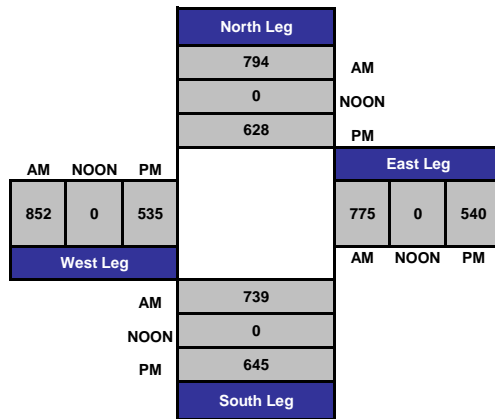 North Leg
794 AM
0 NOON
628 PM
AM NOON PM
East Leg
852 0 535
775 0 540
West Leg
AM NOON PM
AM 739
NOON 0
PM 645
South Leg